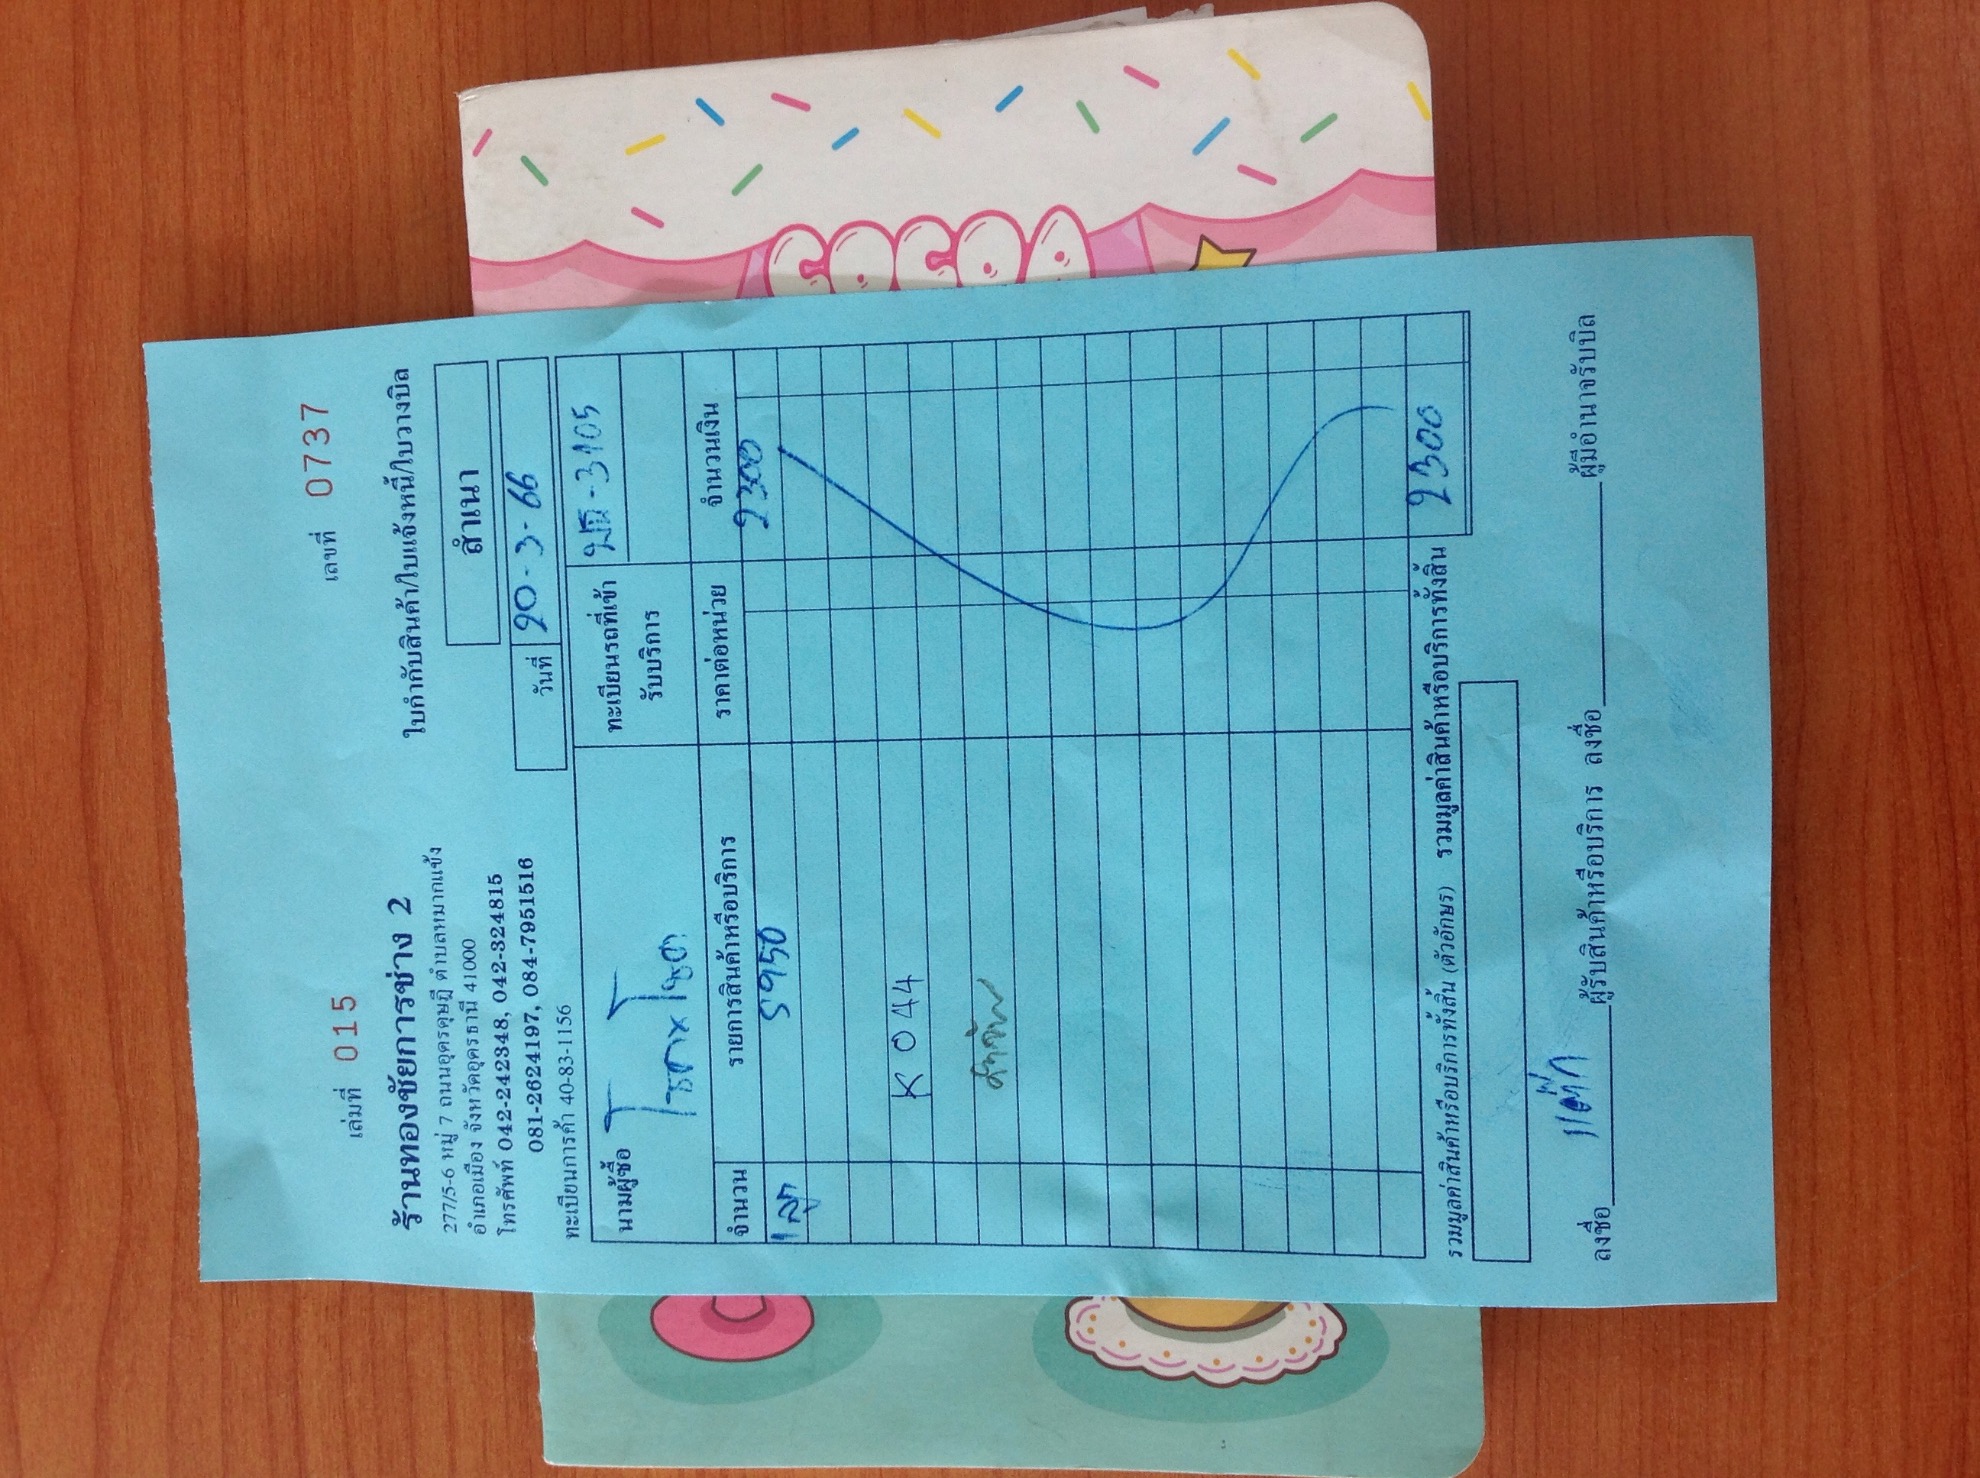 COCOA
เล่มที่ 015
เลขที่ 0737
ร้านทองชัยการช่าง 2
ใบกำกับสินค้า/ใบแจ้งหนี้/ใบวางบิล
277/5-6 หมู่ 7 ถนนอุดรดุษฎี ตำบลหมากแข้ง
อำเภอเมือง จังหวัดอุดรธานี 41000
สำเนา
โทรศัพท์ 042-242348, 042-324815
081-2624197, 084-7951516
วันที่ 20-3-66
ทะเบียนการค้า 40-83-1156
นามผู้ซื้อ
ทะเบียนรถที่เข้า
รับบริการ
-3105
จำนวน รายการสินค้าหรือบริการ ราคาต่อหน่วย จำนวนเงิน
1 ลูก 5950 2300
K 044
รวมมูลค่าสินค้าหรือบริการทั้งสิ้น (ตัวอักษร) รวมมูลค่าสินค้าหรือบริการทั้งสิ้น 2300
ลงชื่อ ผู้รับสินค้าหรือบริการ ลงชื่อ ผู้มีอำนาจรับบิล